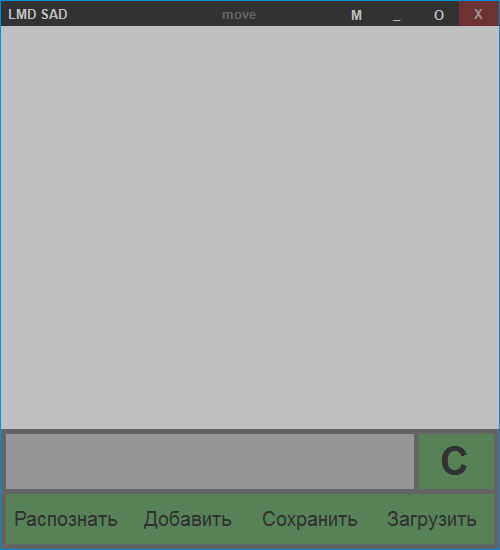 LMD SAD move M _ O X
C
Распознать Добавить Сохранить Загрузить